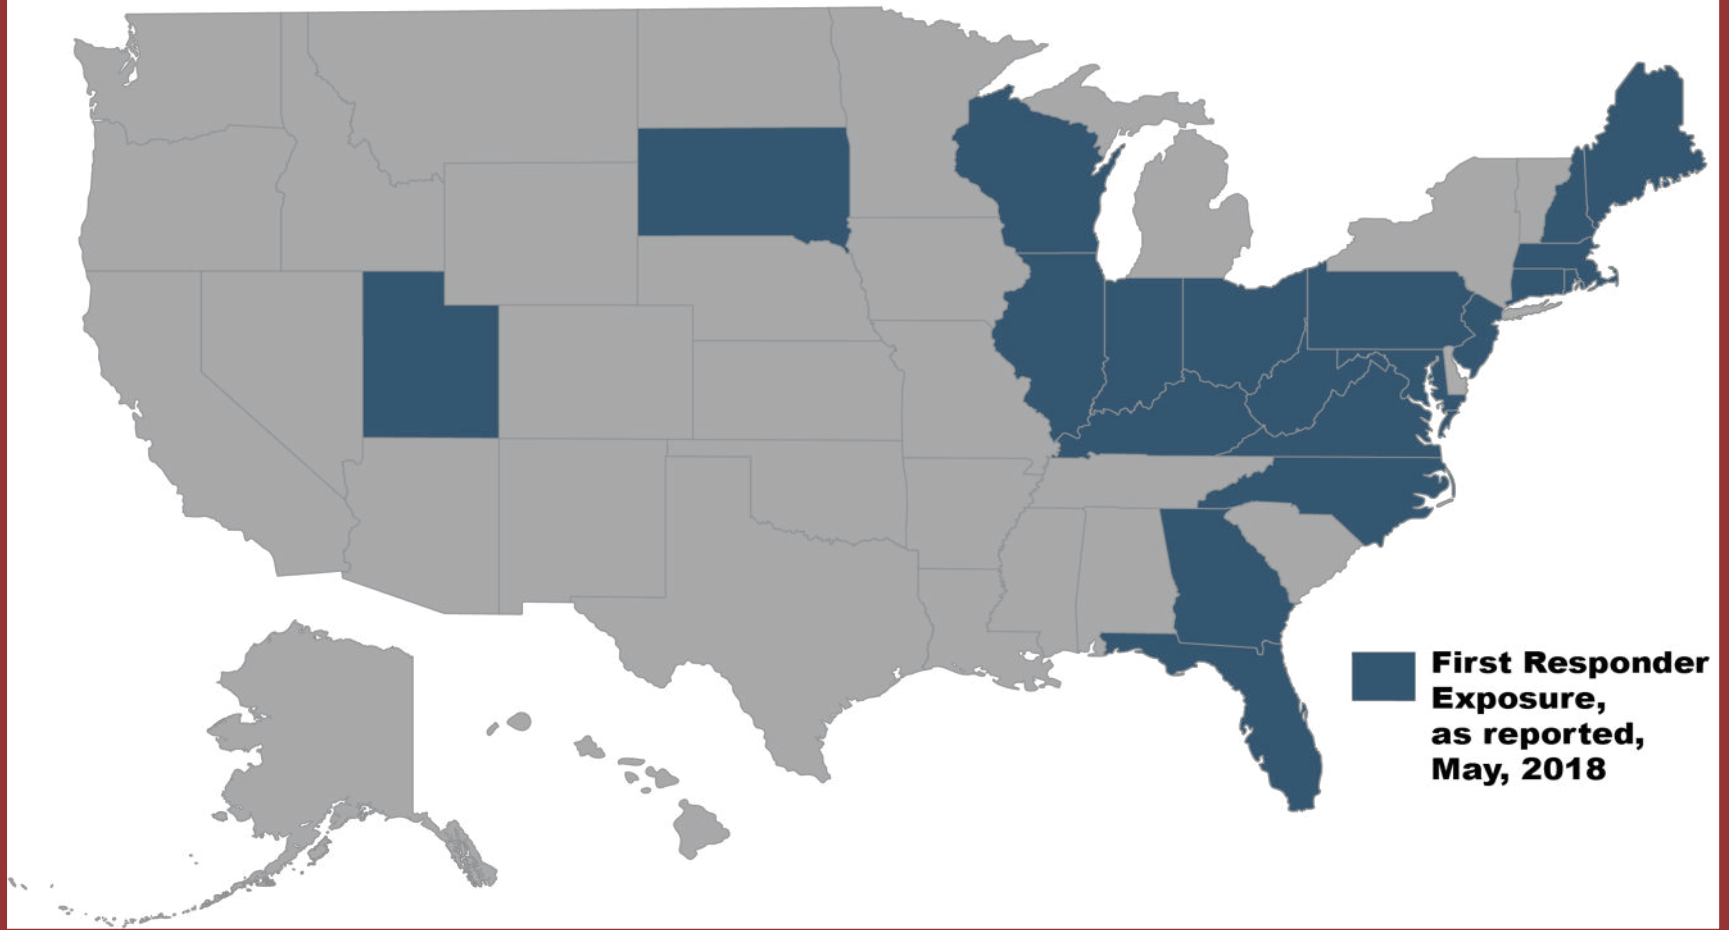 First Responder
Exposure,
as reported,
May, 2018